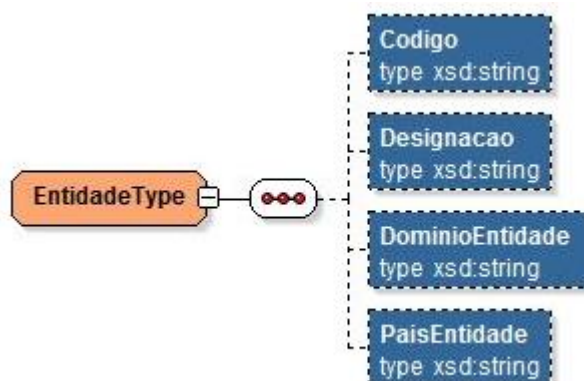 Codigo
type xsd:string
Designacao
type xsd:string
EntidadeType
DominioEntidade
type xsd:string
PaisEntidade
type xsd:string